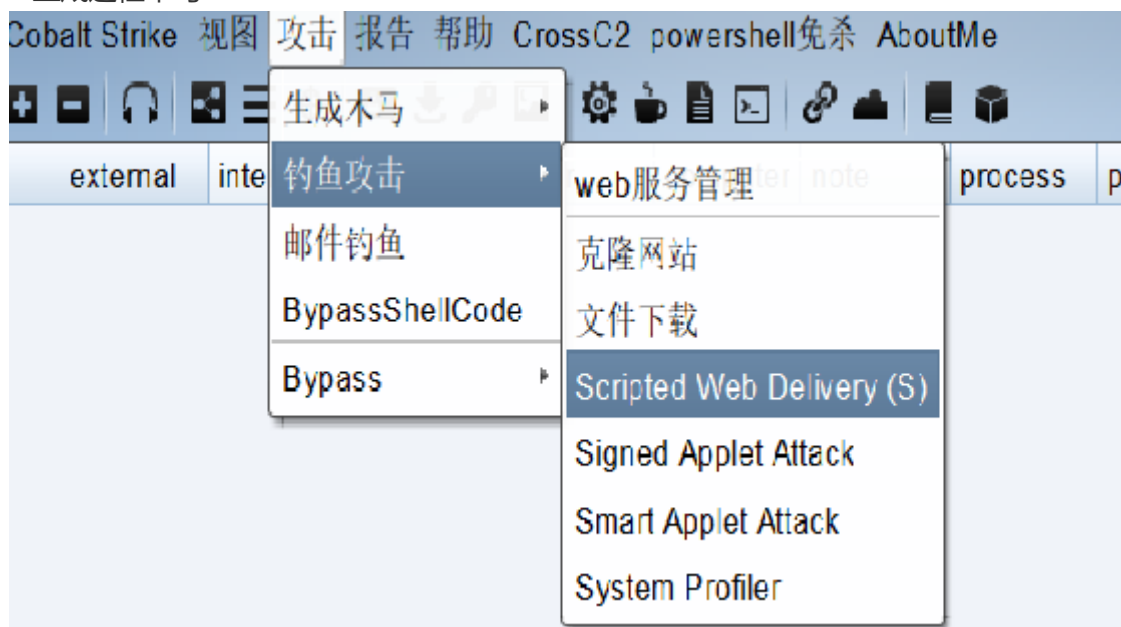 Cobalt Strike 视图 攻击 报告 帮助 CrossC2 powershell免杀 AboutMe
external inte note process p
生成木马
钓鱼攻击
邮件钓鱼
BypassShellCode
Bypass
web服务管理
克隆网站
文件下载
Scripted Web Delivery (S)
Signed Applet Attack
Smart Applet Attack
System Profiler